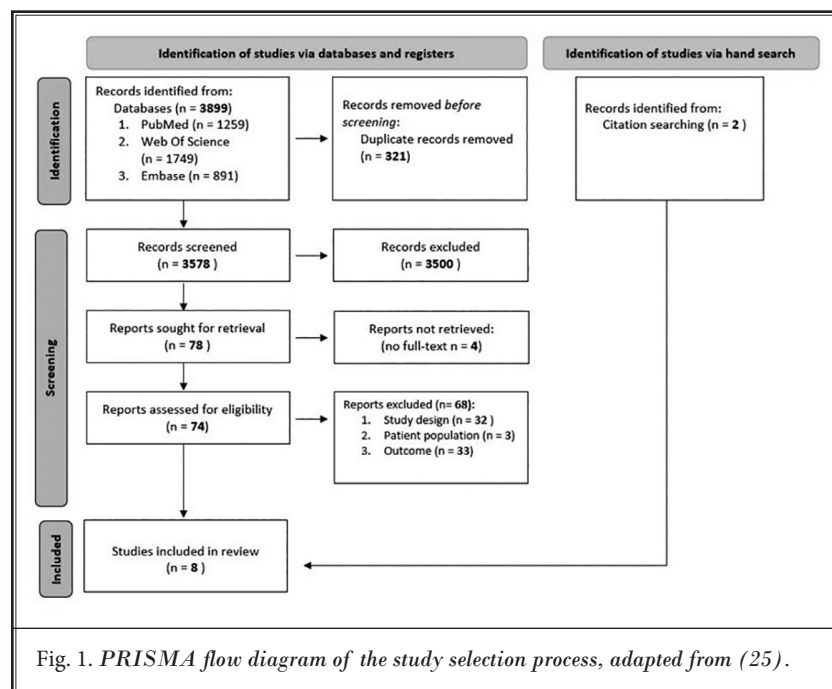 Identification of studies via databases and registers
Identification of studies via hand search
Identification
Records identified from:
Databases (n = 3899)
1. PubMed (n = 1259)
2. Web Of Science
(n = 1749)
3. Embase (n = 891)
Records removed before
screening:
Duplicate records removed
(n = 321)
Records identified from:
Citation searching (n = 2 )
Screening
Records screened
(n = 3578 )
Records excluded
(n = 3500 )
Reports sought for retrieval
(n = 78 )
Reports not retrieved:
(no full-text n = 4)
Reports assessed for eligibility
(n = 74)
Reports excluded (n= 68):
1. Study design (n = 32 )
2. Patient population (n = 3)
3. Outcome (n = 33)
Included
Studies included in review
(n = 8 )
Fig. 1. PRISMA flow diagram of the study selection process, adapted from (25).